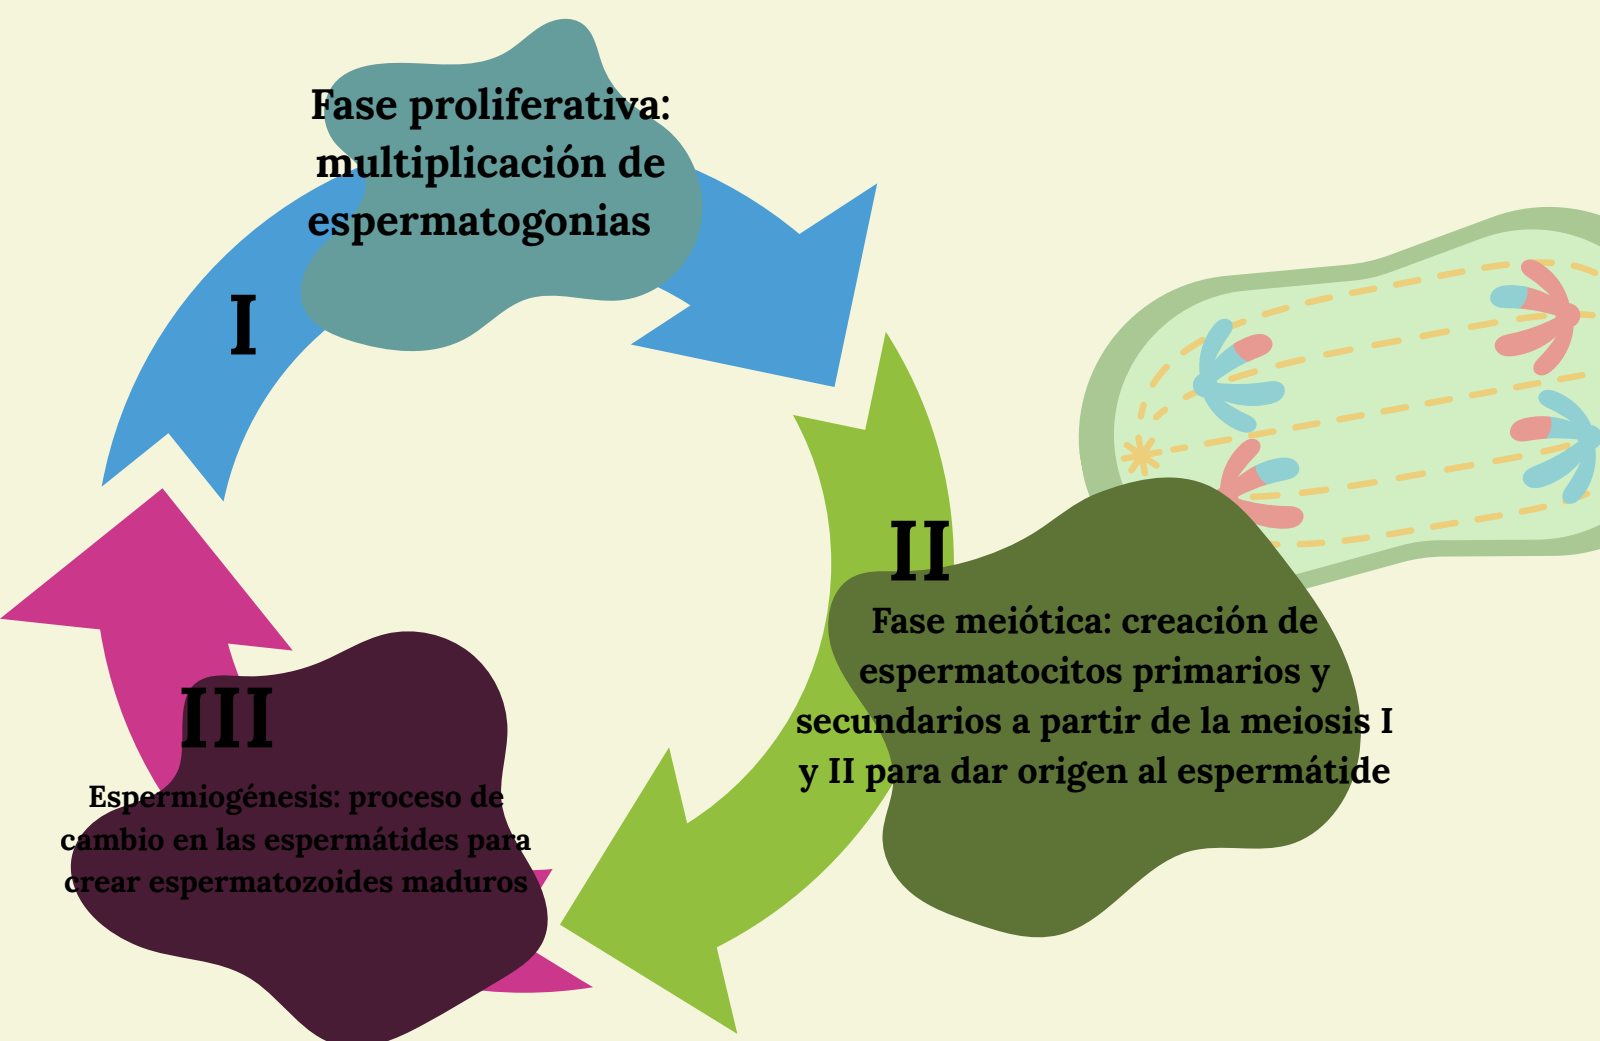 Fase proliferativa:
multiplicación de
espermatogonias
I
II
Fase meiótica: creación de
espermatocitos primarios y
secundarios a partir de la meiosis I
y II para dar origen al espermátide
III
Espermiogénesis: proceso de
cambio en las espermátides para
crear espermatozoides maduros